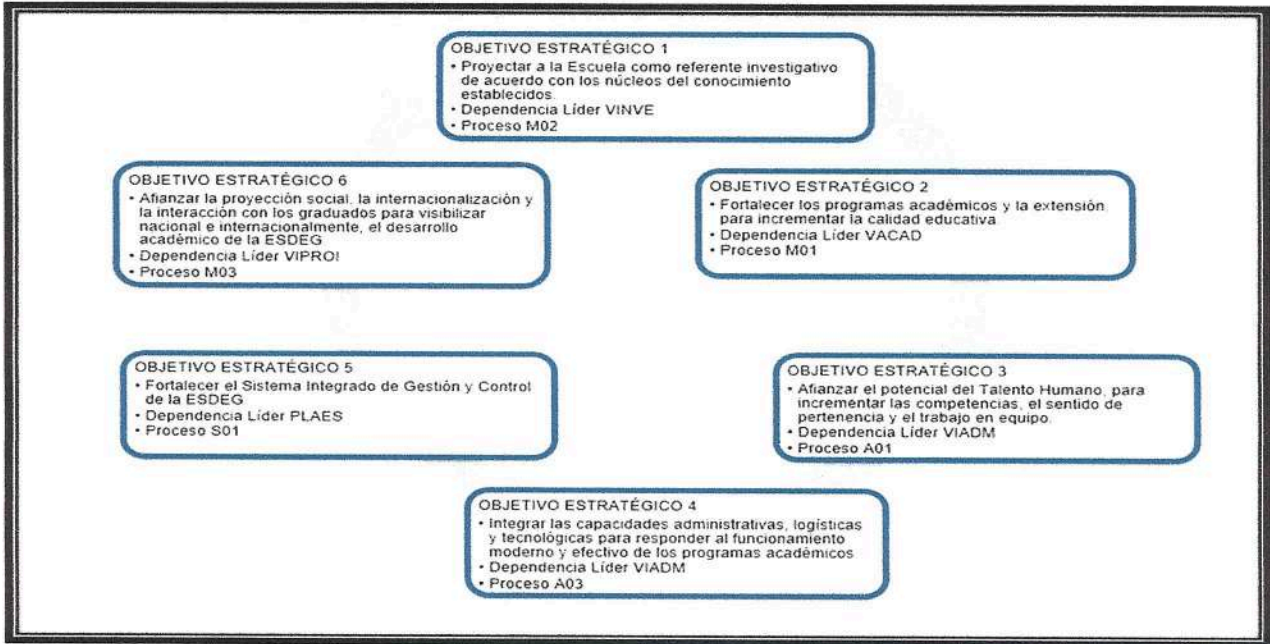 OBJETIVO ESTRATÉGICO 1
• Proyectar a la Escuela como referente investigativo
de acuerdo con los núcleos del conocimiento
establecidos.
• Dependencia Líder VINVE
• Proceso M02
OBJETIVO ESTRATÉGICO 6
• Afianzar la proyección social, la internacionalización y
la interacción con los graduados para visibilizar
nacional e internacionalmente, el desarrollo
académico de la ESDEG
• Dependencia Líder VIPROI
• Proceso M03
OBJETIVO ESTRATÉGICO 2
• Fortalecer los programas académicos y la extensión
para incrementar la calidad educativa
• Dependencia Líder VACAD
• Proceso M01
OBJETIVO ESTRATÉGICO 5
• Fortalecer el Sistema Integrado de Gestión y Control
de la ESDEG
• Dependencia Líder PLAES
• Proceso S01
OBJETIVO ESTRATÉGICO 3
• Afianzar el potencial del Talento Humano, para
incrementar las competencias, el sentido de
pertenencia y el trabajo en equipo.
• Dependencia Líder VIADM
• Proceso A01
OBJETIVO ESTRATÉGICO 4
• Integrar las capacidades administrativas, logísticas
y tecnológicas para responder al funcionamiento
moderno y efectivo de los programas académicos
• Dependencia Líder VIADM
• Proceso A03